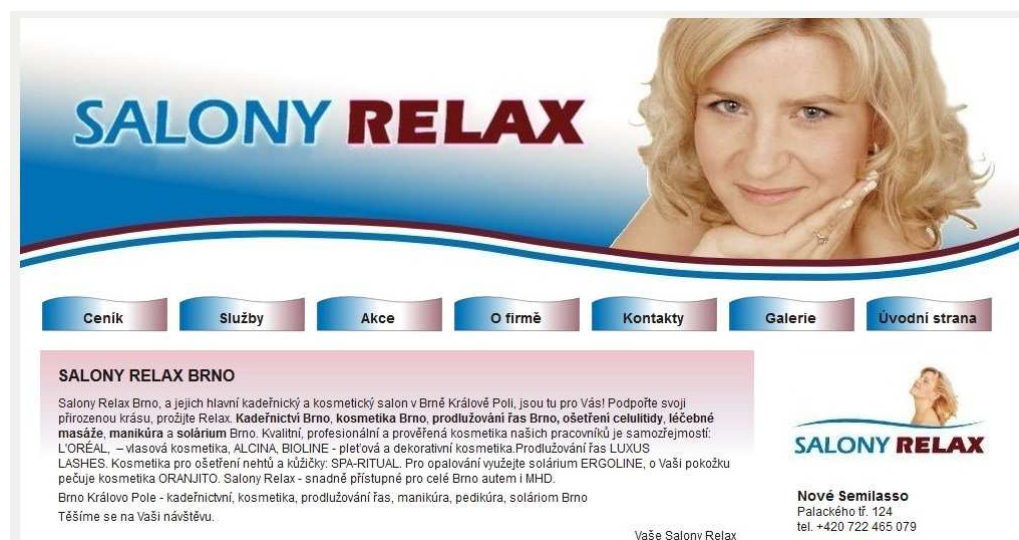 SALONY RELAX
Ceník
Služby
Akce
O firmě
Kontakty
Galerie
Úvodní strana
SALONY RELAX BRNO
Salony Relax Brno, a jejich hlavní kadeřnický a kosmetický salon v Brně Králově Poli, jsou tu pro Vás! Podpořte svoji
přirozenou krásu, prožijte Relax. Kadeřnictví Brno, kosmetika Brno, prodlužování řas Brno, ošetření celulitidy, léčebné
masáže, manikúra a solárium Brno. Kvalitní, profesionální a prověřená kosmetika našich pracovníků je samozřejmostí:
L'ORÉAL, – vlasová kosmetika, ALCINA, BIOLINE - pleťová a dekorativní kosmetika.Prodlužování řas LUXUS
LASHES. Kosmetika pro ošetření nehtů a kůžičky: SPA-RITUAL. Pro opalování využejte solárium ERGOLINE, o Vaši pokožku
pečuje kosmetika ORANJITO. Salony Relax - snadně přístupné pro celé Brno autem i MHD.
Brno Královo Pole - kadeřnictvní, kosmetika, prodlužování řas, manikúra, pedikúra, soláriom Brno
Těšíme se na Vaši návštěvu.
Vaše Salony Relax
SALONY RELAX
Nové Semilasso
Palackého tř. 124
tel. +420 722 465 079